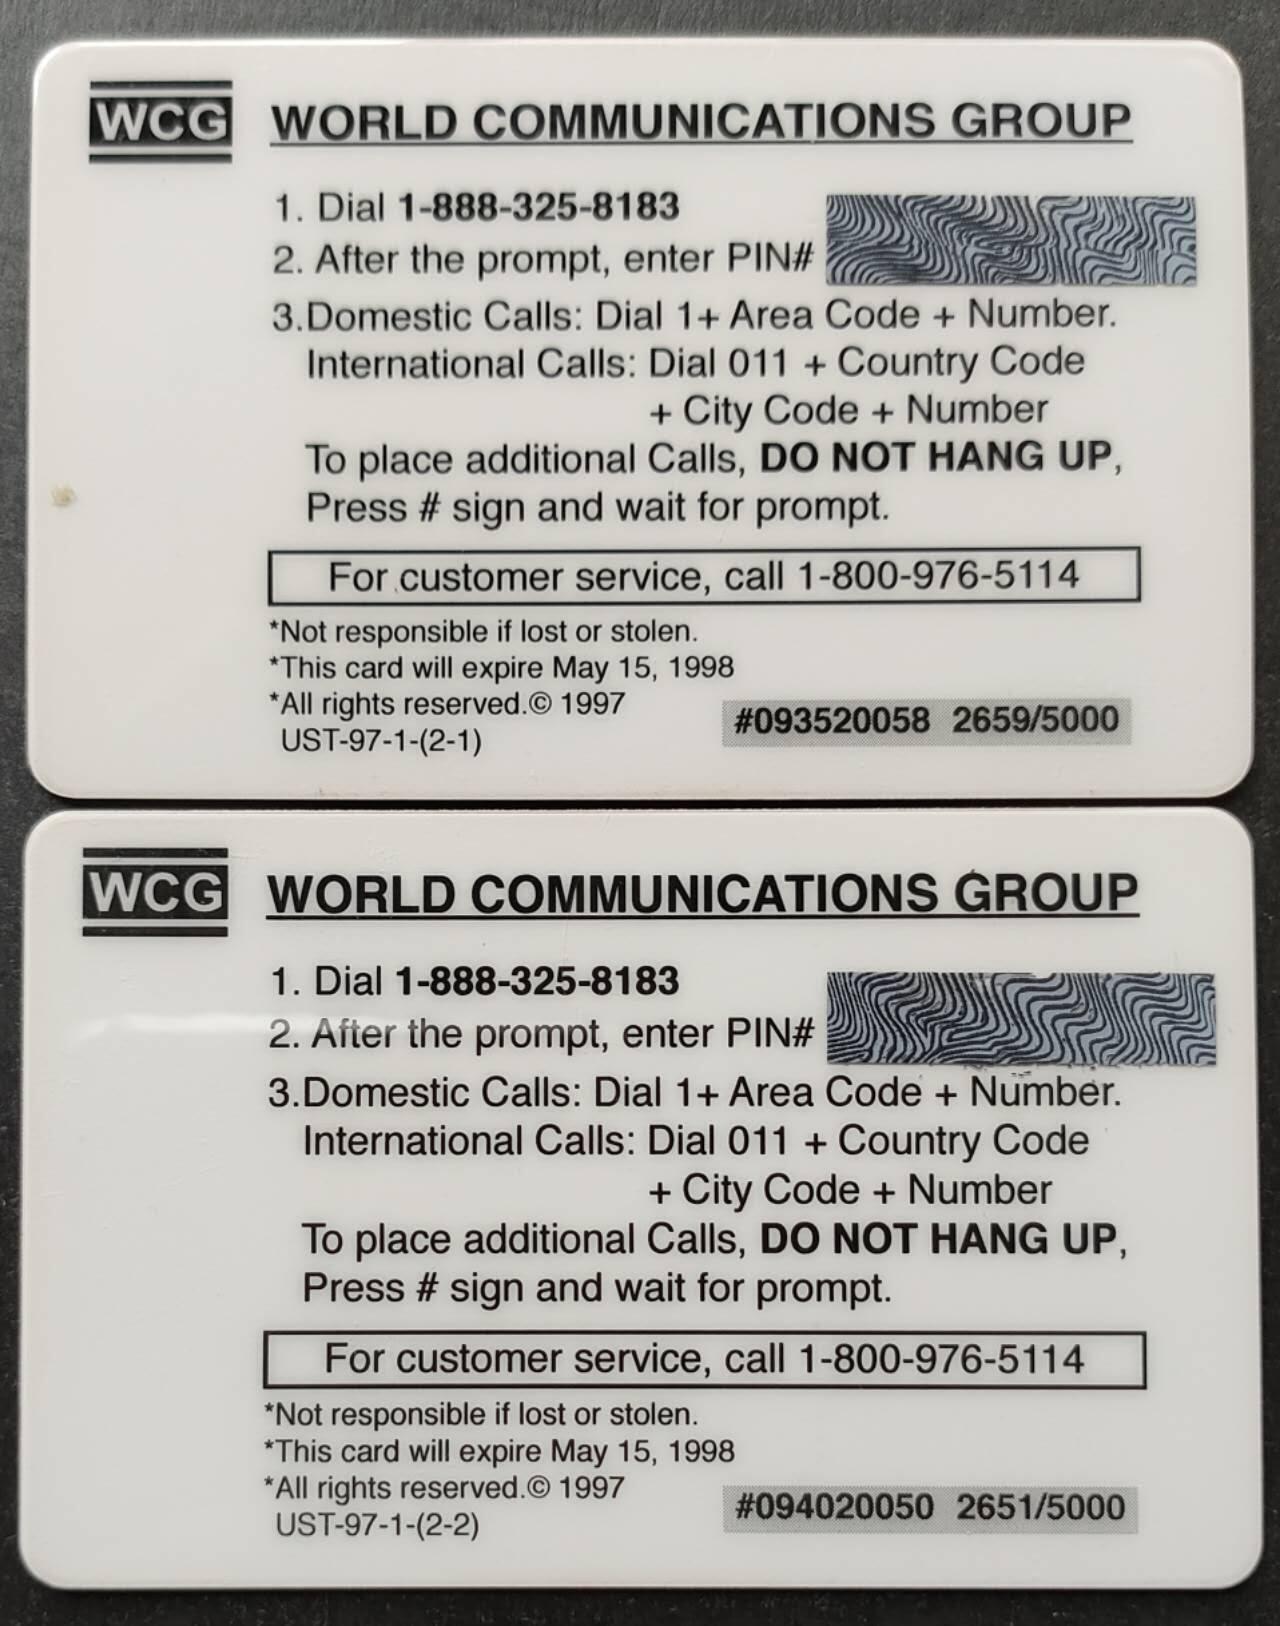 WCG WORLD COMMUNICATIONS GROUP
1. Dial 1-888-325-8183
2. After the prompt, enter PIN#
3.Domestic Calls: Dial 1+ Area Code + Number.
International Calls: Dial 011 + Country Code
+ City Code + Number
To place additional Calls, DO NOT HANG UP,
Press # sign and wait for prompt.
For customer service, call 1-800-976-5114
*Not responsible if lost or stolen.
*This card will expire May 15, 1998
*All rights reserved.© 1997
UST-97-1-(2-1)
#093520058 2659/5000
WCG WORLD COMMUNICATIONS GROUP
1. Dial 1-888-325-8183
2. After the prompt, enter PIN#
3.Domestic Calls: Dial 1+ Area Code + Number.
International Calls: Dial 011 + Country Code
+ City Code + Number
To place additional Calls, DO NOT HANG UP,
Press # sign and wait for prompt.
For customer service, call 1-800-976-5114
*Not responsible if lost or stolen.
*This card will expire May 15, 1998
*All rights reserved.© 1997
UST-97-1-(2-2)
#094020050 2651/5000